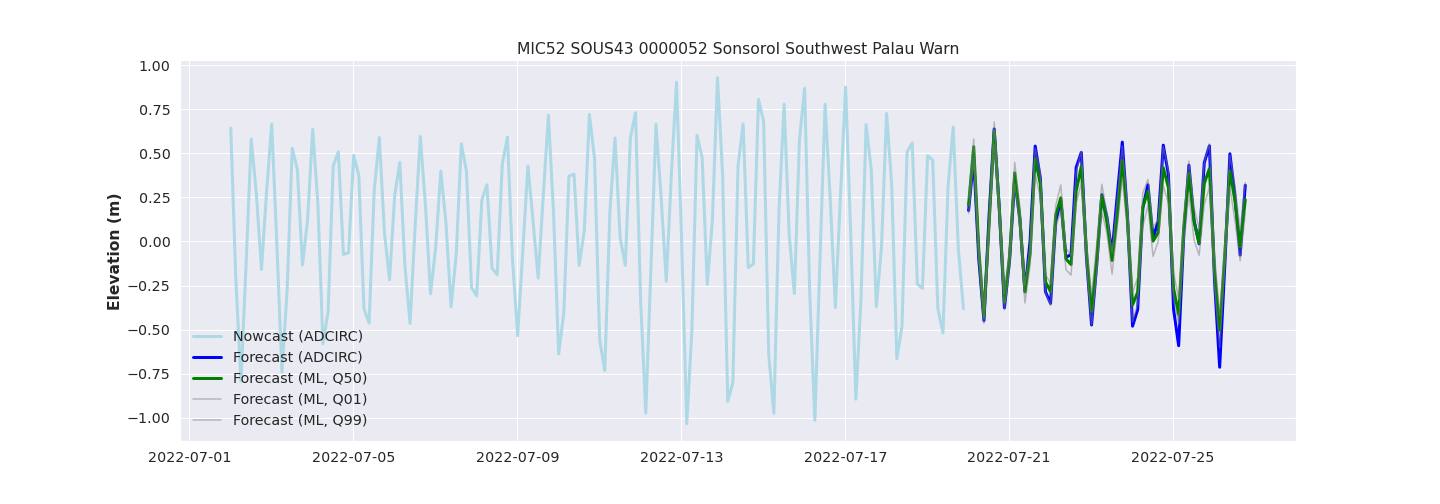 MIC52 SOUS43 0000052 Sonsorol Southwest Palau Warn
1.00
0.75
0.50
0.25
0.00
−0.25
−0.50
−0.75
−1.00
Elevation (m)
Nowcast (ADCIRC)
Forecast (ADCIRC)
Forecast (ML, Q50)
Forecast (ML, Q01)
Forecast (ML, Q99)
2022-07-01 2022-07-05 2022-07-09 2022-07-13 2022-07-17 2022-07-21 2022-07-25